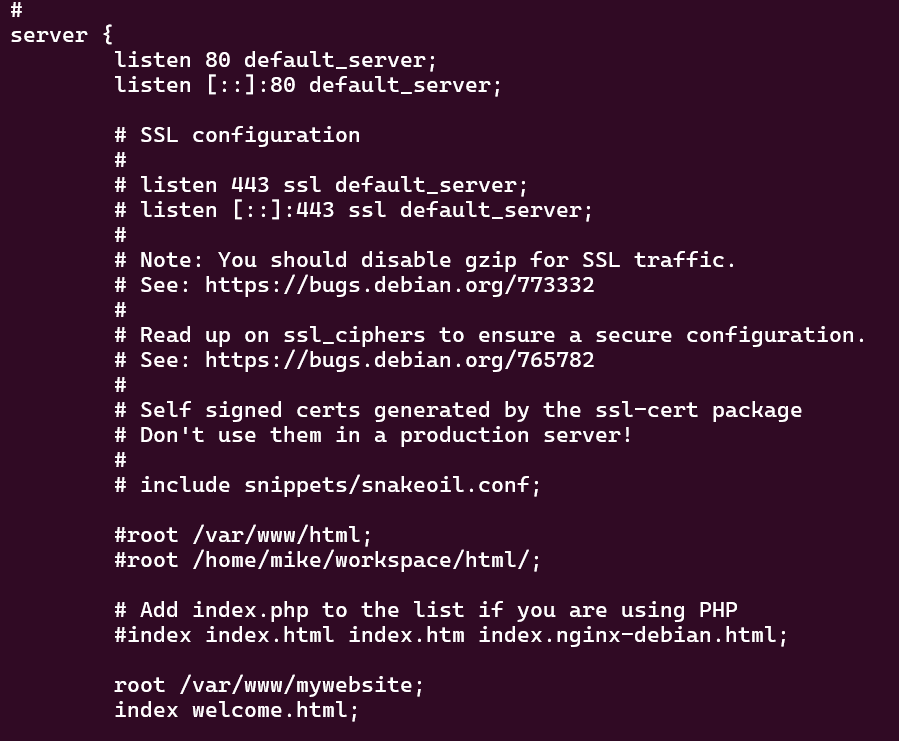 #
server {
        listen 80 default_server;
        listen [::]:80 default_server;

        # SSL configuration
        #
        # listen 443 ssl default_server;
        # listen [::]:443 ssl default_server;
        #
        # Note: You should disable gzip for SSL traffic.
        # See: https://bugs.debian.org/773332
        #
        # Read up on ssl_ciphers to ensure a secure configuration.
        # See: https://bugs.debian.org/765782
        #
        # Self signed certs generated by the ssl-cert package
        # Don't use them in a production server!
        #
        # include snippets/snakeoil.conf;

        #root /var/www/html;
        #root /home/mike/workspace/html/;

        # Add index.php to the list if you are using PHP
        #index index.html index.htm index.nginx-debian.html;

        root /var/www/mywebsite;
        index welcome.html;